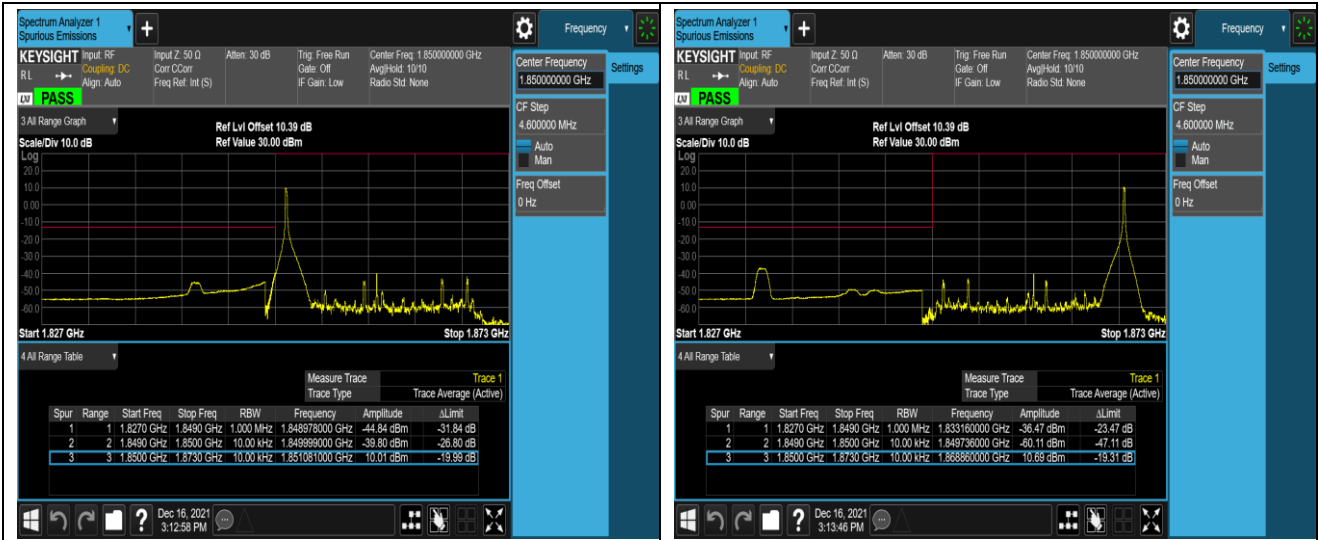 Spectrum Analyzer 1
Spurious Emissions
Frequency
KEYSIGHT Input: RF Input Z: 50 Ω Atten: 30 dB Trig: Free Run Center Freq: 1.850000000 GHz
RL Coupling: DC Corr CCorr Gate: Off Avg|Hold: 10/10
Align: Auto Freq Ref: Int (S) IF Gain: Low Radio Std: None
LXI PASS
Center Frequency
1.850000000 GHz
Settings
CF Step
4.600000 MHz
Auto
Man
Freq Offset
0 Hz
3 All Range Graph
Ref Lvl Offset 10.39 dB
Scale/Div 10.0 dB Ref Value 30.00 dBm
Log
20.0
10.0
0.00
-10.0
-20.0
-30.0
-40.0
-50.0
-60.0
Start 1.827 GHz Stop 1.873 GHz
4 All Range Table
Measure Trace Trace 1
Trace Type Trace Average (Active)
Spur Range Start Freq Stop Freq RBW Frequency Amplitude ΔLimit
1 1 1.8270 GHz 1.8490 GHz 1.000 MHz 1.848978000 GHz -44.84 dBm -31.84 dB
2 2 1.8490 GHz 1.8500 GHz 10.00 kHz 1.849999000 GHz -39.80 dBm -26.80 dB
3 3 1.8500 GHz 1.8730 GHz 10.00 kHz 1.851081000 GHz 10.01 dBm -19.99 dB
?
Dec 16, 2021
3:12:58 PM
Spectrum Analyzer 1
Spurious Emissions
Frequency
KEYSIGHT Input: RF Input Z: 50 Ω Atten: 30 dB Trig: Free Run Center Freq: 1.850000000 GHz
RL Coupling: DC Corr CCorr Gate: Off Avg|Hold: 10/10
Align: Auto Freq Ref: Int (S) IF Gain: Low Radio Std: None
LXI PASS
Center Frequency
1.850000000 GHz
Settings
CF Step
4.600000 MHz
Auto
Man
Freq Offset
0 Hz
3 All Range Graph
Ref Lvl Offset 10.39 dB
Scale/Div 10.0 dB Ref Value 30.00 dBm
Log
20.0
10.0
0.00
-10.0
-20.0
-30.0
-40.0
-50.0
-60.0
Start 1.827 GHz Stop 1.873 GHz
4 All Range Table
Measure Trace Trace 1
Trace Type Trace Average (Active)
Spur Range Start Freq Stop Freq RBW Frequency Amplitude ΔLimit
1 1 1.8270 GHz 1.8490 GHz 1.000 MHz 1.833160000 GHz -36.47 dBm -23.47 dB
2 2 1.8490 GHz 1.8500 GHz 10.00 kHz 1.849736000 GHz -60.11 dBm -47.11 dB
3 3 1.8500 GHz 1.8730 GHz 10.00 kHz 1.868860000 GHz 10.69 dBm -19.31 dB
?
Dec 16, 2021
3:13:46 PM